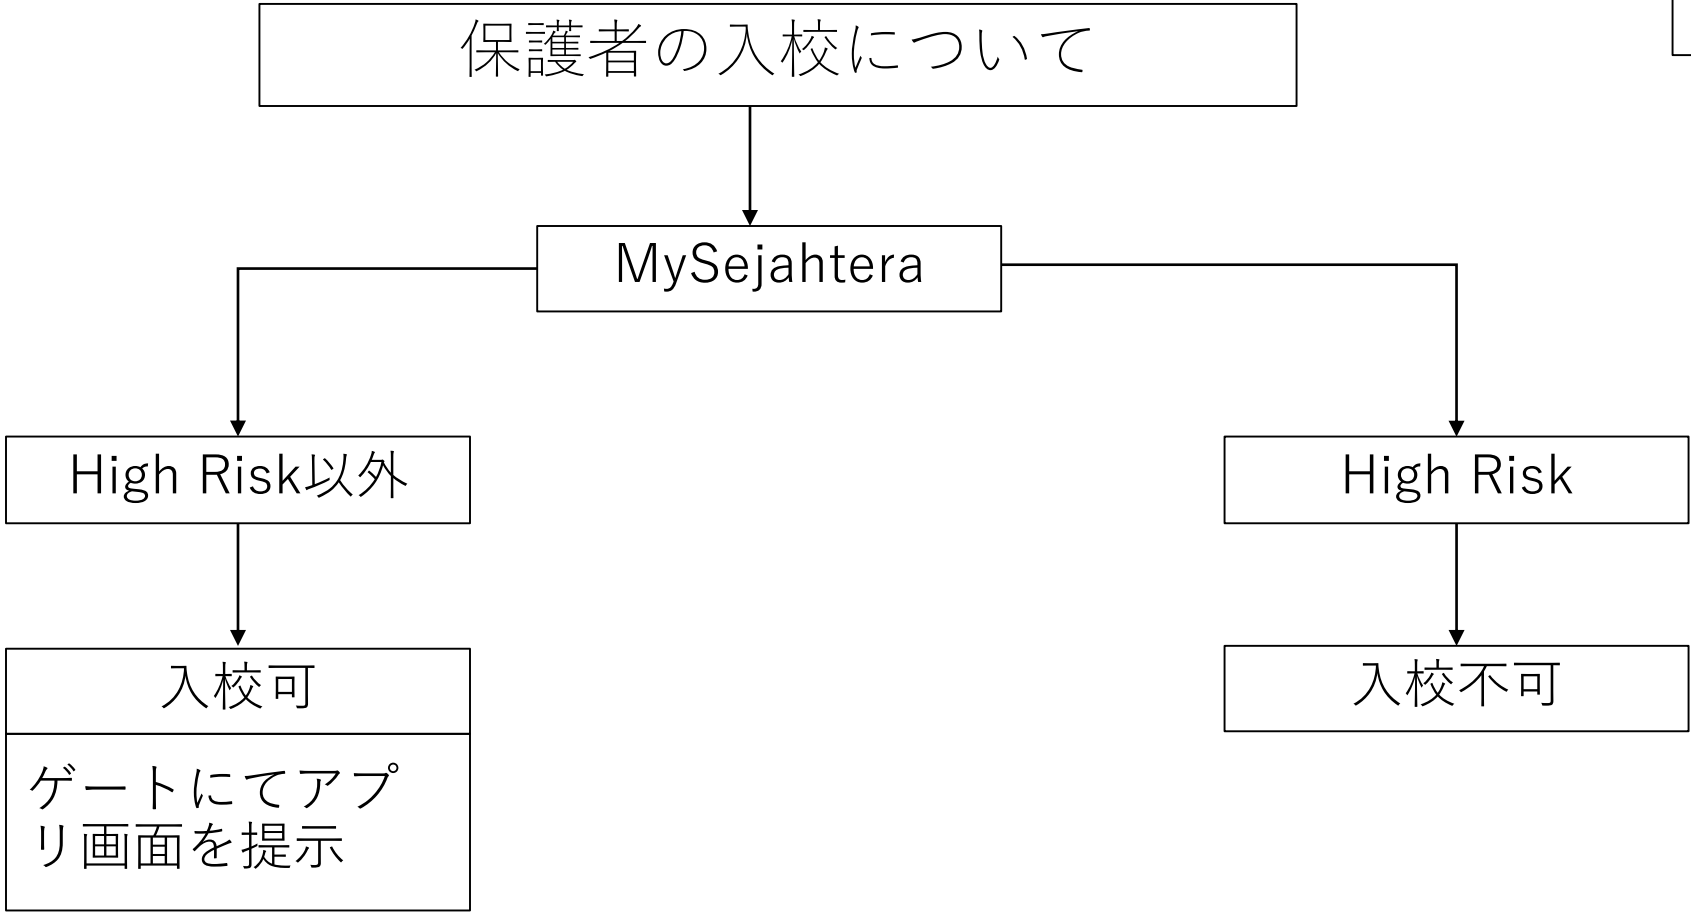 保護者の入校について
MySejahtera
High Risk以外
High Risk
入校可
入校不可
ゲートにてアプ
リ画面を提示